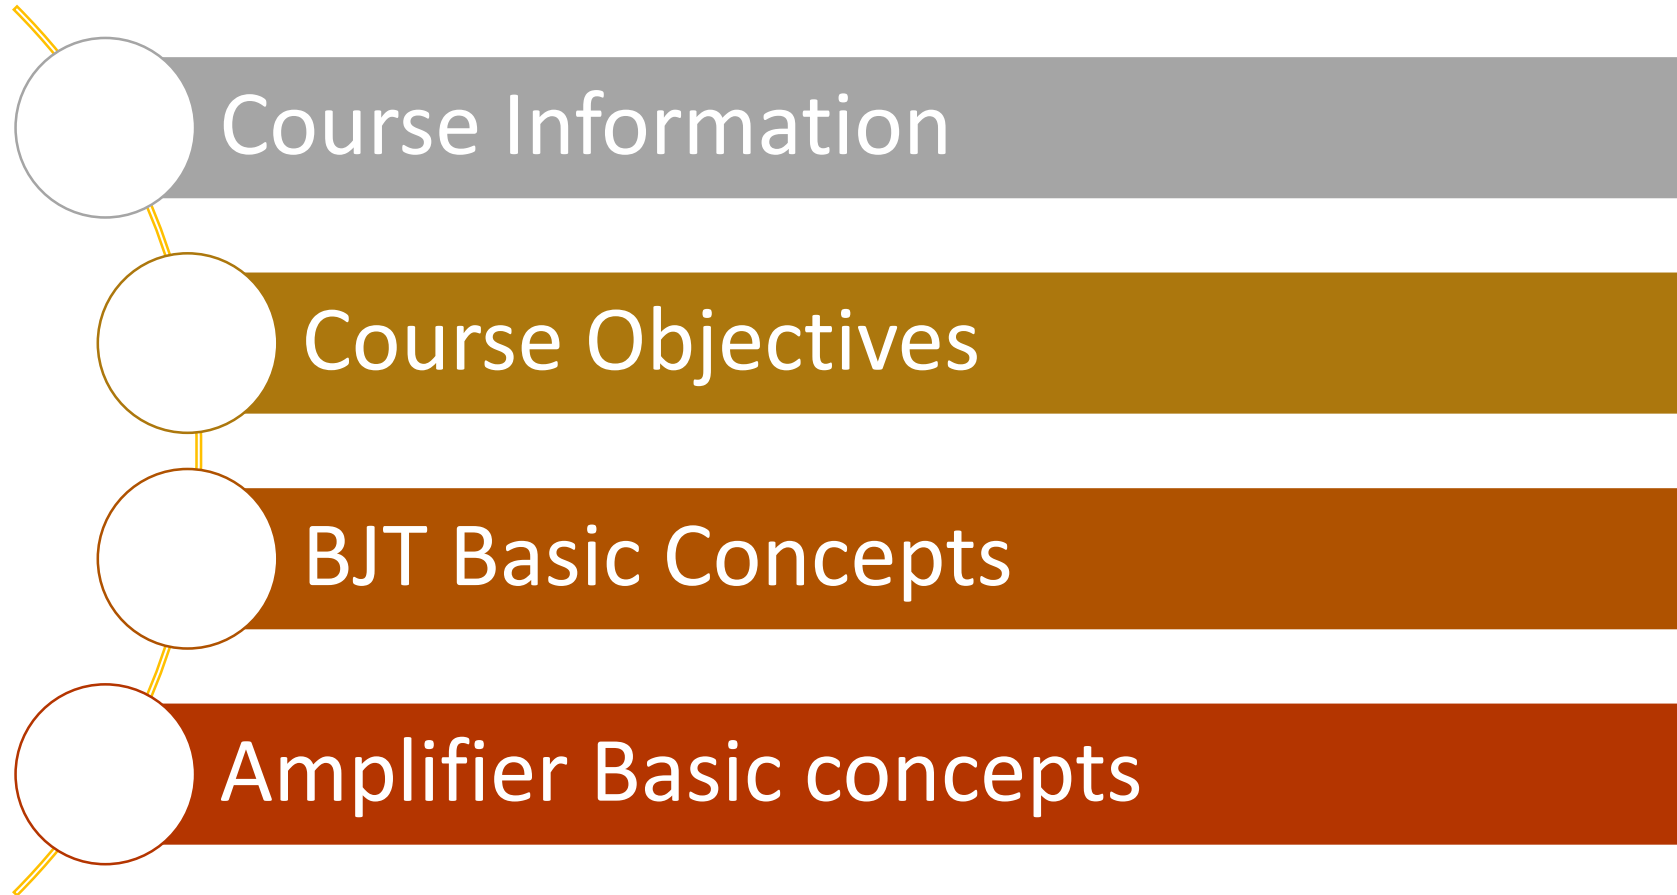 Course Information
Course Objectives
BJT Basic Concepts
Amplifier Basic concepts